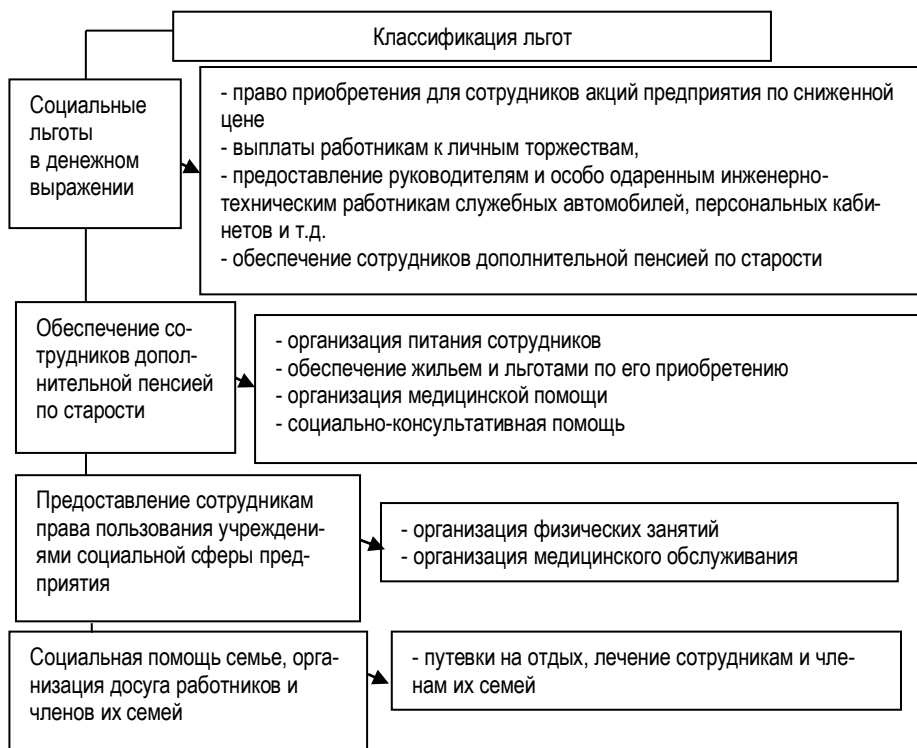 Классификация льгот
Социальные
льготы
в денежном
выражении
- право приобретения для сотрудников акций предприятия по сниженной
цене
- выплаты работникам к личным торжествам,
- предоставление руководителям и особо одаренным инженерно-
техническим работникам служебных автомобилей, персональных каби-
нетов и т.д.
- обеспечение сотрудников дополнительной пенсией по старости
Обеспечение со-
трудников допол-
нительной пенсией
по старости
- организация питания сотрудников
- обеспечение жильем и льготами по его приобретению
- организация медицинской помощи
- социально-консультативная помощь
Предоставление сотрудникам
права пользования учреждени-
ями социальной сферы пред-
приятия
- организация физических занятий
- организация медицинского обслуживания
Социальная помощь семье, орга-
низация досуга работников и
членов их семей
- путевки на отдых, лечение сотрудникам и чле-
нам их семей